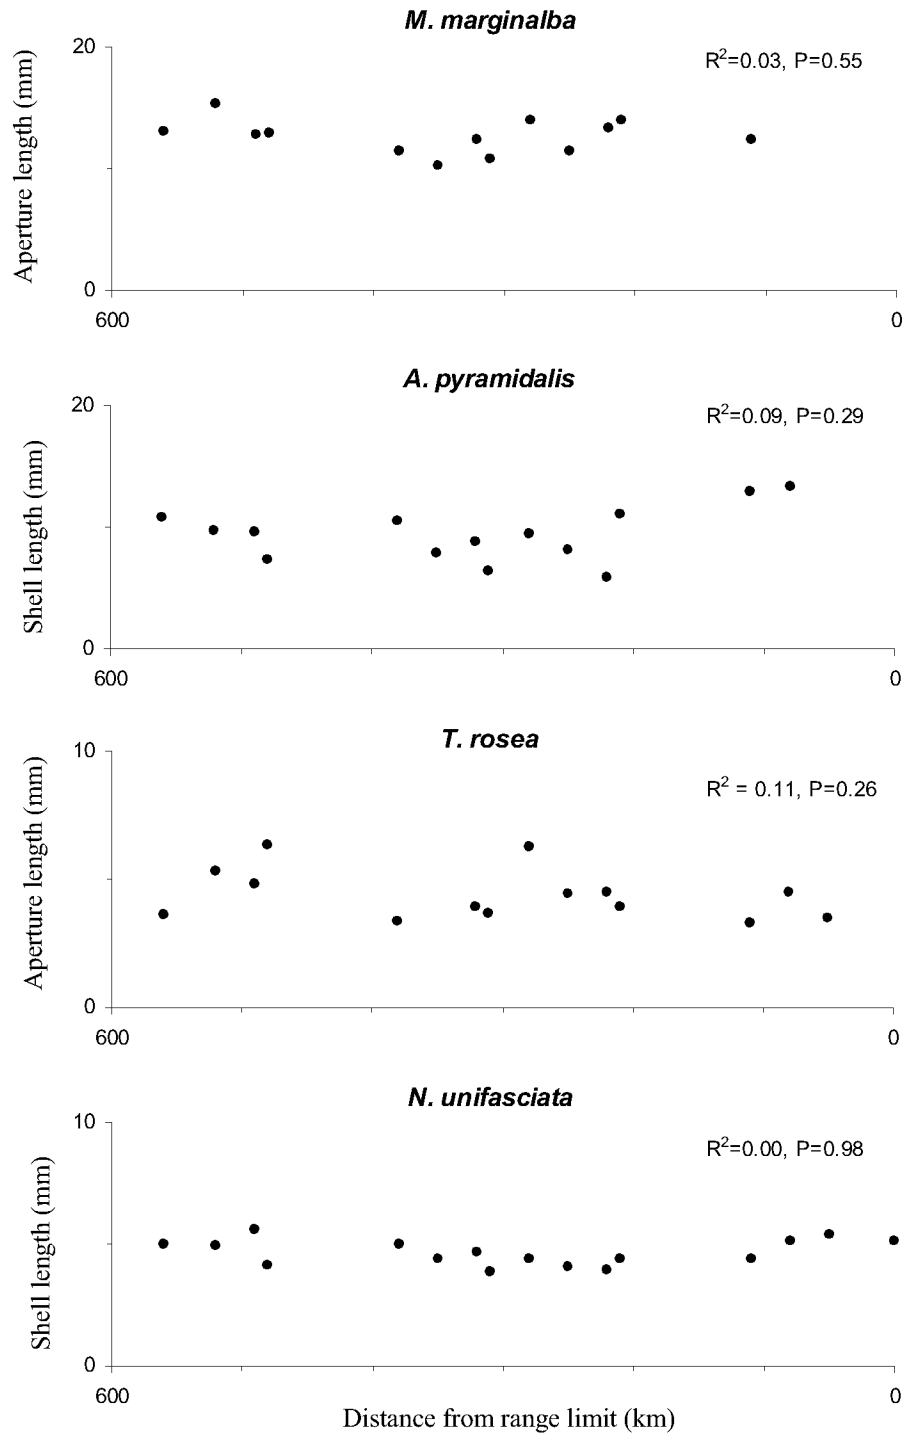 M. marginalba
20
R²=0.03, P=0.55
Aperture length (mm)
0
600
0
A. pyramidalis
20
R²=0.09, P=0.29
Shell length (mm)
0
600
0
T. rosea
10
R² = 0.11, P=0.26
Aperture length (mm)
0
600
0
N. unifasciata
10
R²=0.00, P=0.98
Shell length (mm)
0
600
0
Distance from range limit (km)